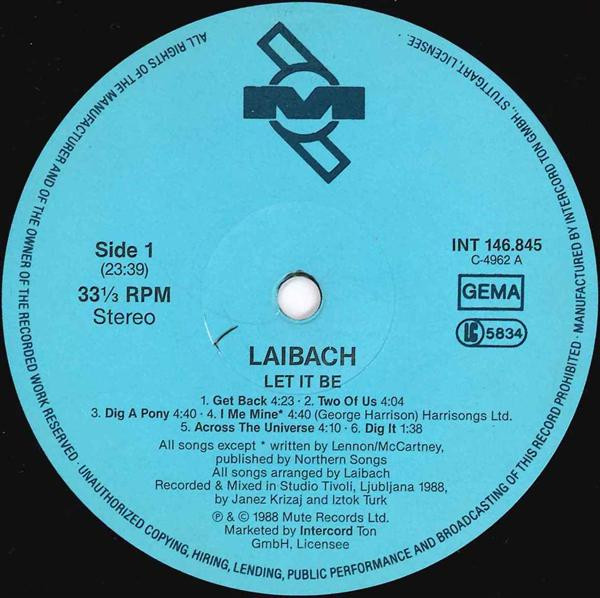 ALL RIGHTS OF THE MANUFACTURER AND OF THE OWNER OF THE RECORDED WORK RESERVED · UNAUTHORIZED COPYING, HIRING, LENDING, PUBLIC PERFORMANCE AND BROADCASTING OF THIS RECORD PROHIBITED · MANUFACTURED BY INTERCORD TON GMBH., STUTTGART, LICENSEE.
M
Side 1
(23:39)
33⅓ RPM
Stereo
INT 146.845
C-4962 A
GEMA
LC 5834
LAIBACH
LET IT BE
1. Get Back 4:23 · 2. Two Of Us 4:04
3. Dig A Pony 4:40 · 4. I Me Mine* 4:40 (George Harrison) Harrisongs Ltd.
5. Across The Universe 4:10 · 6. Dig It 1:38
All songs except * written by Lennon/McCartney,
published by Northern Songs
All songs arranged by Laibach
Recorded & Mixed in Studio Tivoli, Ljubljana 1988,
by Janez Krizaj and Iztok Turk
℗ & © 1988 Mute Records Ltd.
Marketed by Intercord Ton
GmbH, Licensee